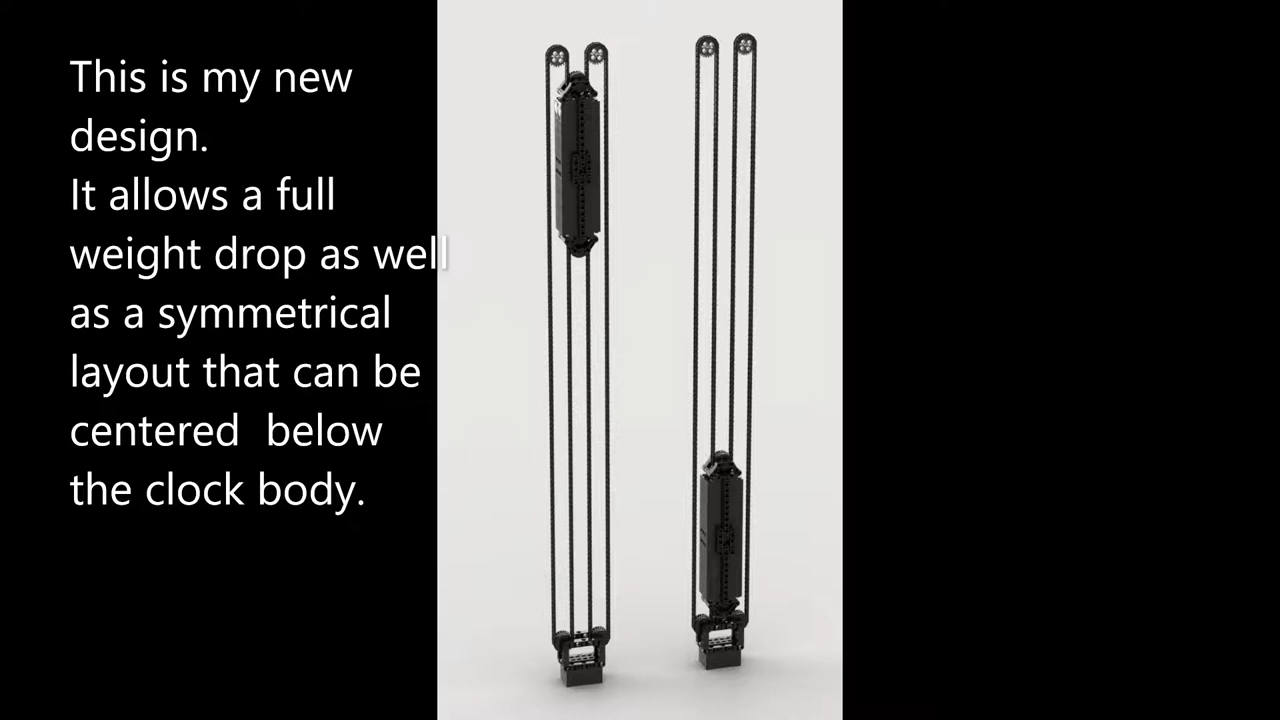 This is my new
design.
It allows a full
weight drop as well
as a symmetrical
layout that can be
centered  below
the clock body.